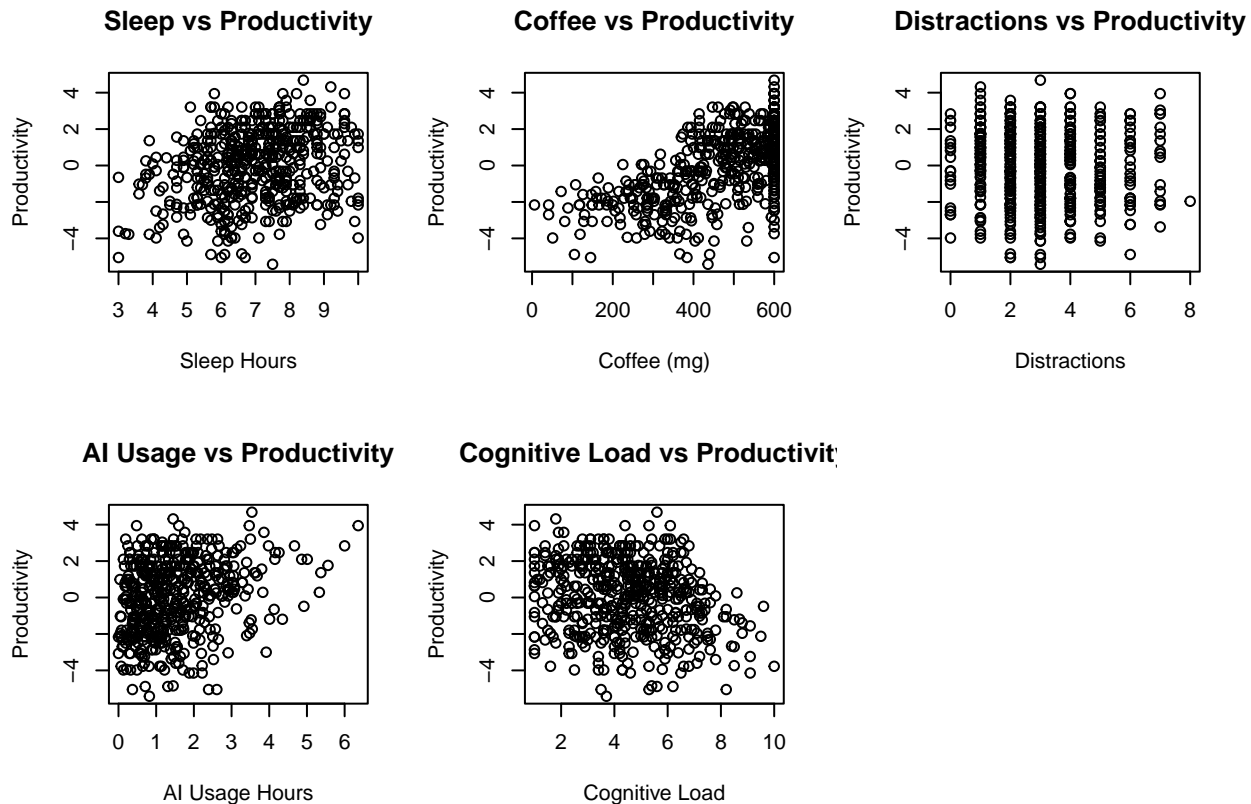 Sleep vs Productivity
Productivity
4
2
0
−4
3 4 5 6 7 8 9
Sleep Hours
Coffee vs Productivity
Productivity
4
2
0
−4
0 200 400 600
Coffee (mg)
Distractions vs Productivity
Productivity
4
2
0
−4
0 2 4 6 8
Distractions
AI Usage vs Productivity
Productivity
4
2
0
−4
0 1 2 3 4 5 6
AI Usage Hours
Cognitive Load vs Productivity
Productivity
4
2
0
−4
2 4 6 8 10
Cognitive Load